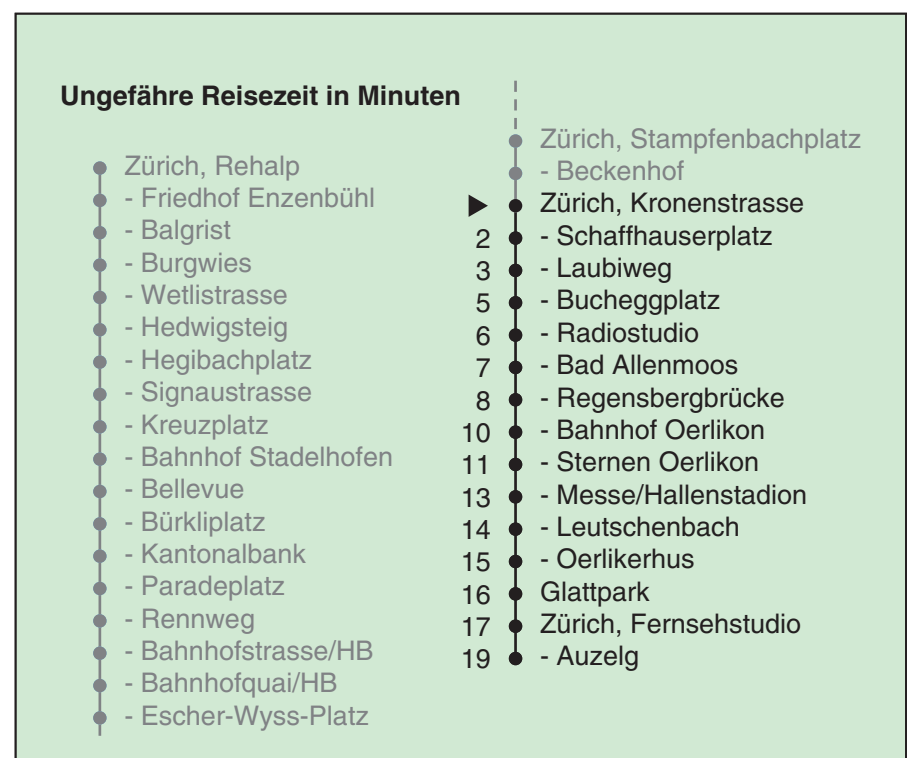 Ungefähre Reisezeit in Minuten
Zürich, Rehalp
- Friedhof Enzenbühl
- Balgrist
- Burgwies
- Wetlistrasse
- Hedwigsteig
- Hegibachplatz
- Signaustrasse
- Kreuzplatz
- Bahnhof Stadelhofen
- Bellevue
- Bürkliplatz
- Kantonalbank
- Paradeplatz
- Rennweg
- Bahnhofstrasse/HB
- Bahnhofquai/HB
- Escher-Wyss-Platz
Zürich, Stampfenbachplatz
- Beckenhof
Zürich, Kronenstrasse
2 - Schaffhauserplatz
3 - Laubiweg
5 - Bucheggplatz
6 - Radiostudio
7 - Bad Allenmoos
8 - Regensbergbrücke
10 - Bahnhof Oerlikon
11 - Sternen Oerlikon
13 - Messe/Hallenstadion
14 - Leutschenbach
15 - Oerlikerhus
16 Glattpark
17 Zürich, Fernsehstudio
19 - Auzelg